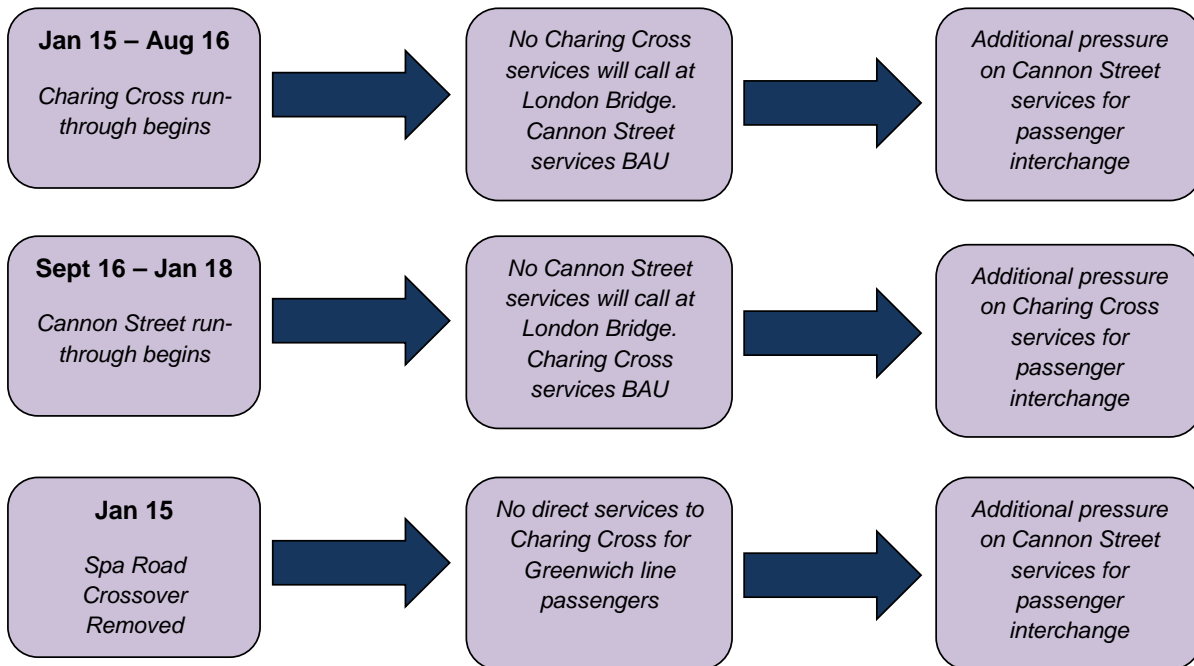 Jan 15 – Aug 16
Charing Cross run-
through begins
No Charing Cross
services will call at
London Bridge.
Cannon Street
services BAU
Additional pressure
on Cannon Street
services for
passenger
interchange
Sept 16 – Jan 18
Cannon Street run-
through begins
No Cannon Street
services will call at
London Bridge.
Charing Cross
services BAU
Additional pressure
on Charing Cross
services for
passenger
interchange
Jan 15
Spa Road
Crossover
Removed
No direct services to
Charing Cross for
Greenwich line
passengers
Additional pressure
on Cannon Street
services for
passenger
interchange